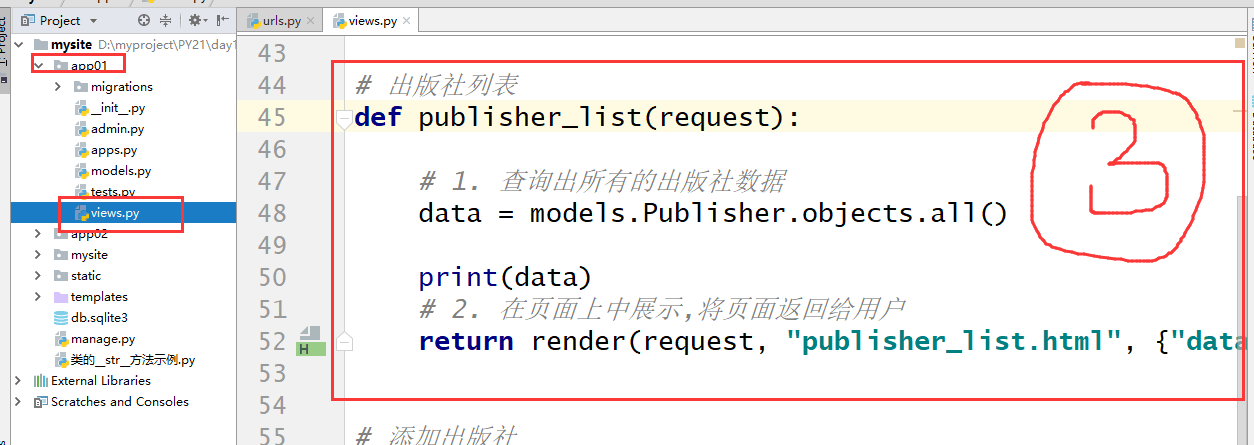 Project
urls.py
views.py
mysite D:\myproject\PY21\day1
app01
migrations
__init__.py
admin.py
apps.py
models.py
tests.py
views.py
app02
mysite
static
templates
db.sqlite3
manage.py
类的__str__方法示例.py
External Libraries
Scratches and Consoles
43
44 # 出版社列表
45 def publisher_list(request):
46
47 # 1. 查询出所有的出版社数据
48 data = models.Publisher.objects.all()
49
50 print(data)
51 # 2. 在页面上中展示,将页面返回给用户
52 return render(request, "publisher_list.html", {"data
53
54
55 # 添加出版社
3